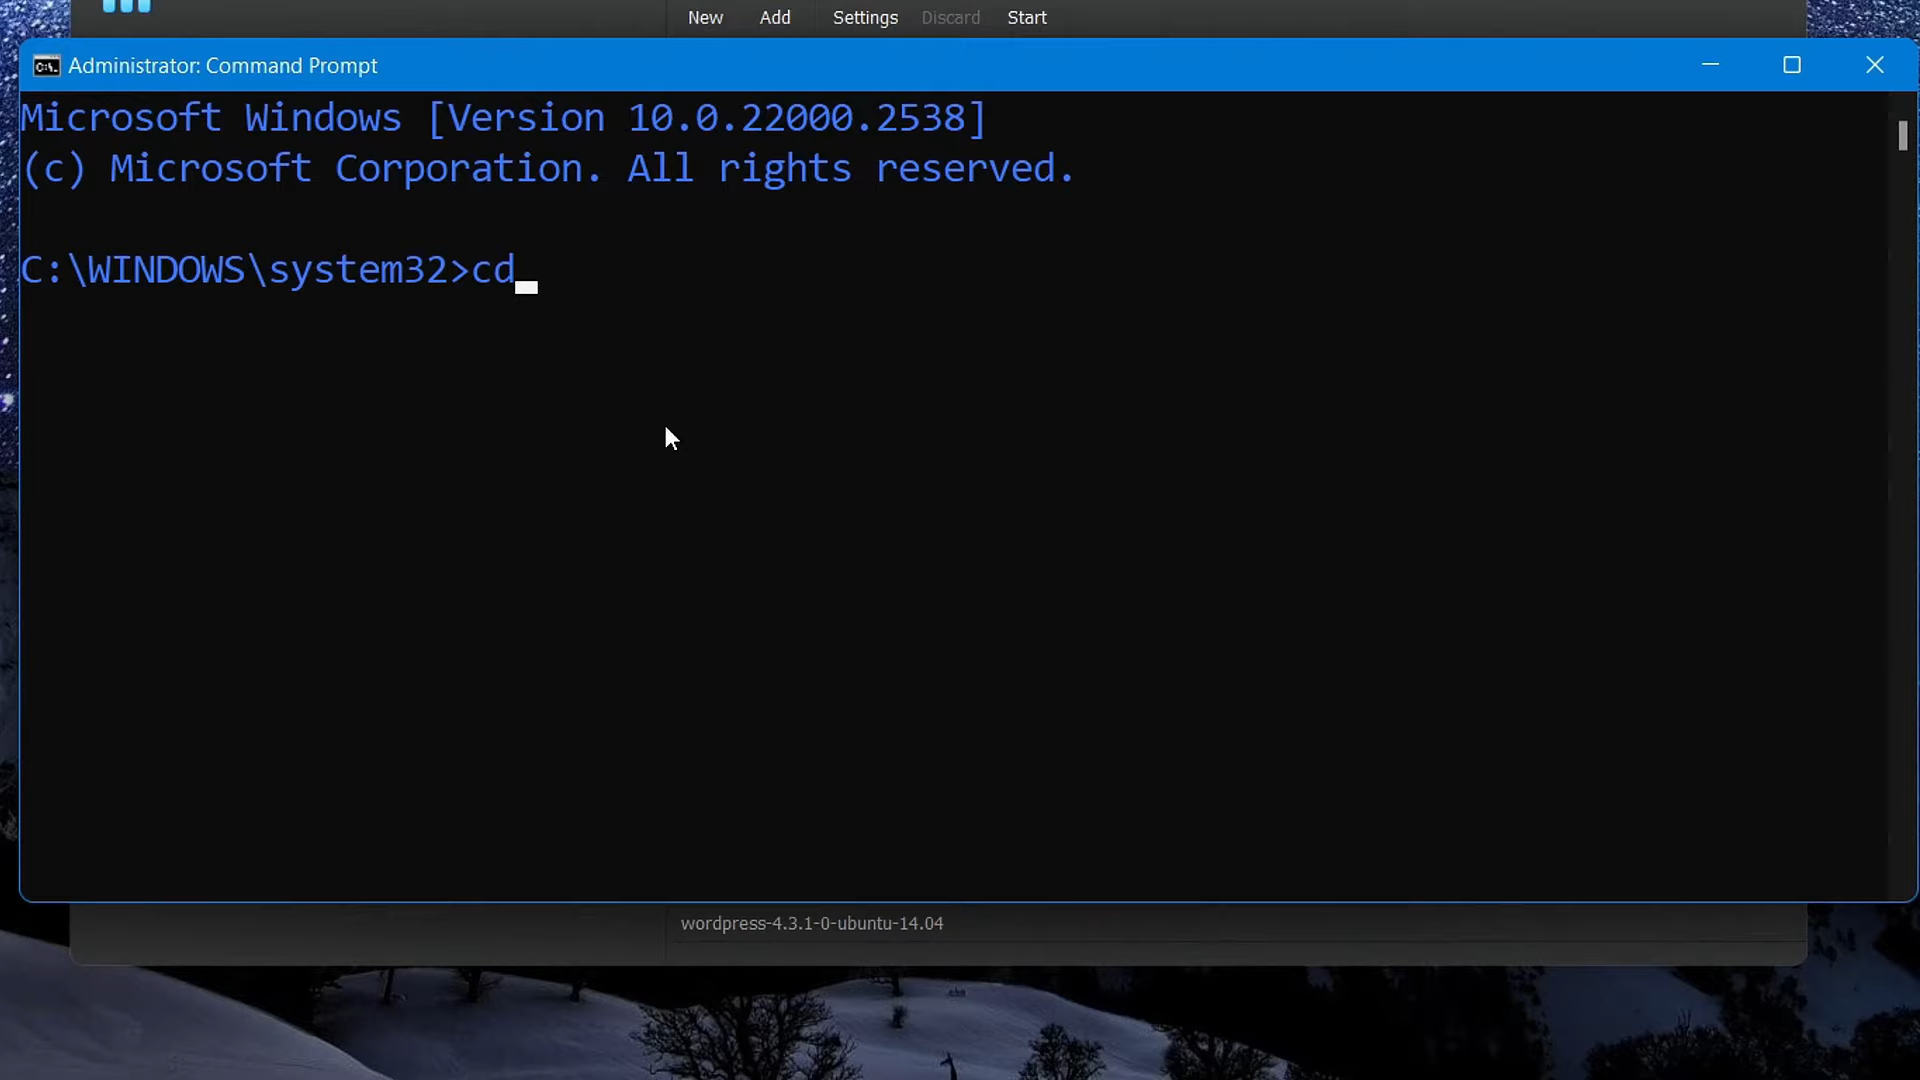 New Add Settings Discard Start
Administrator: Command Prompt
Microsoft Windows [Version 10.0.22000.2538]
(c) Microsoft Corporation. All rights reserved.
C:\WINDOWS\system32>cd
wordpress-4.3.1-0-ubuntu-14.04